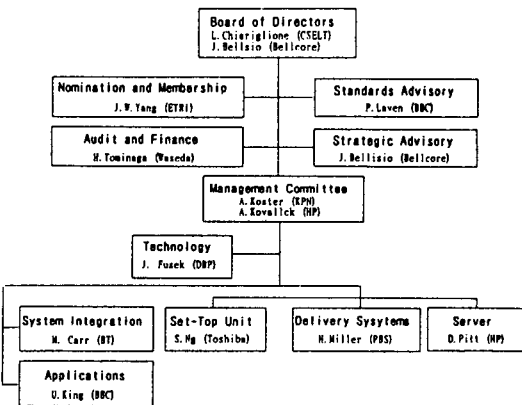 Board of Directors
L. Chiariglione (CSELT)
J. Bellsio (Bellcore)
Nomination and Membership
J. W. Yang (ETRI)
Standards Advisory
P. Laven (BBC)
Audit and Finance
H. Tominaga (Waseda)
Strategic Advisory
J. Bellisio (Bellcore)
Management Committee
A. Koster (KPN)
A. Kovalick (HP)
Technology
J. Fuzek (DBP)
System Integration
M. Carr (BT)
Set-Top Unit
S. Ng (Toshiba)
Delivery Sysytems
N. Miller (PBS)
Server
D. Pitt (HP)
Applications
U. King (BBC)